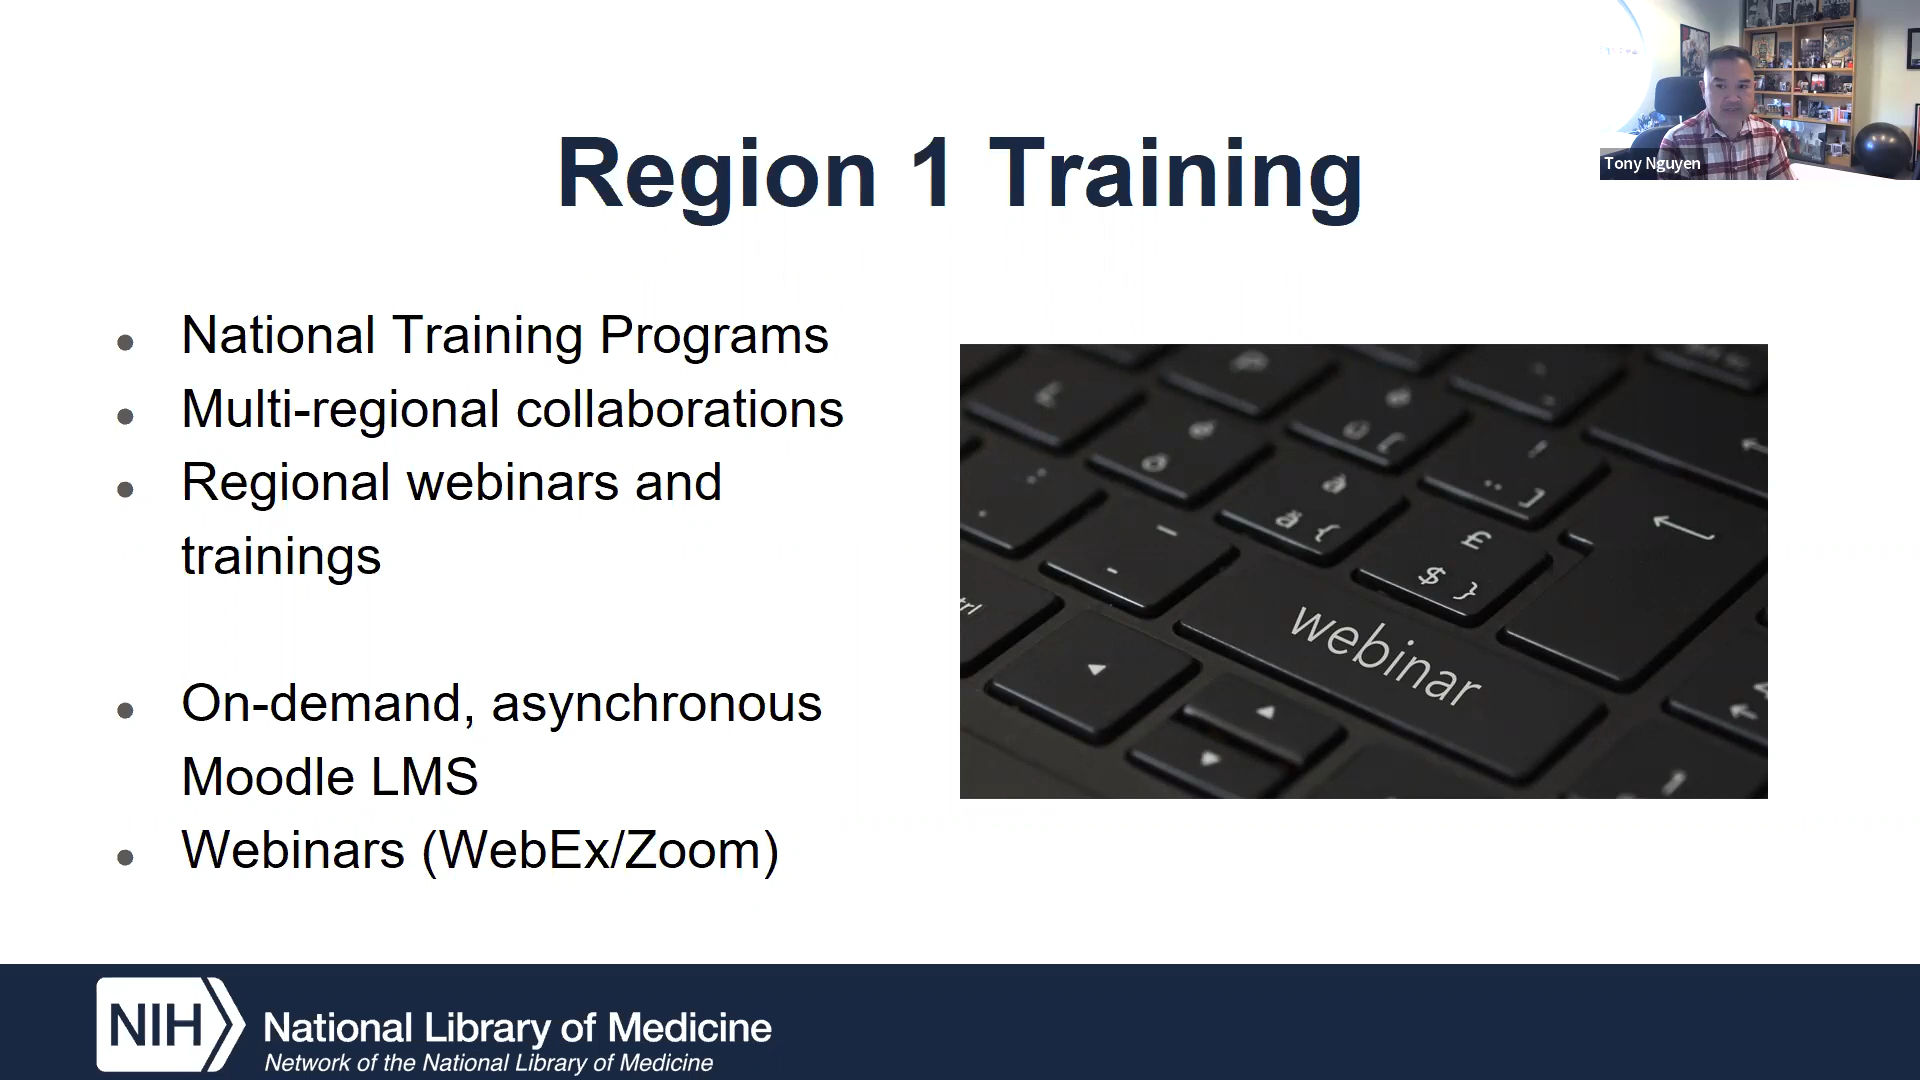 Tony Nguyen
Region 1 Training
National Training Programs
Multi-regional collaborations
Regional webinars and
trainings
On-demand, asynchronous
Moodle LMS
Webinars (WebEx/Zoom)
ä {
£
$ }
webinar
NIH
National Library of Medicine
Network of the National Library of Medicine